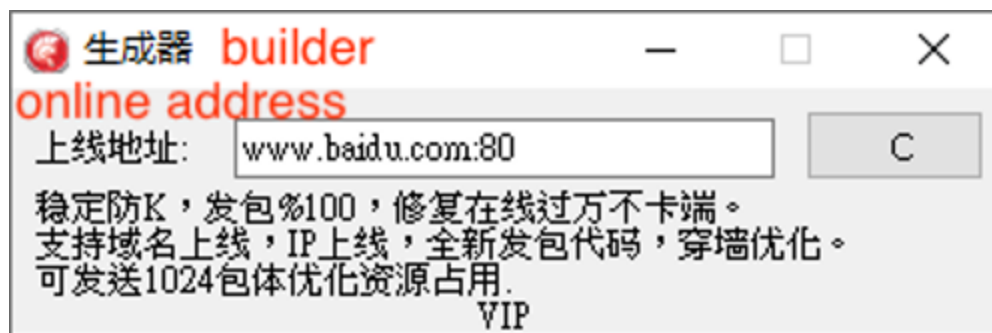 生成器 builder
online address
上线地址: www.baidu.com:80 C
稳定防K，发包%100，修复在线过万不卡端。
支持域名上线，IP上线，全新发包代码，穿墙优化。
可发送1024包体优化资源占用.
VIP